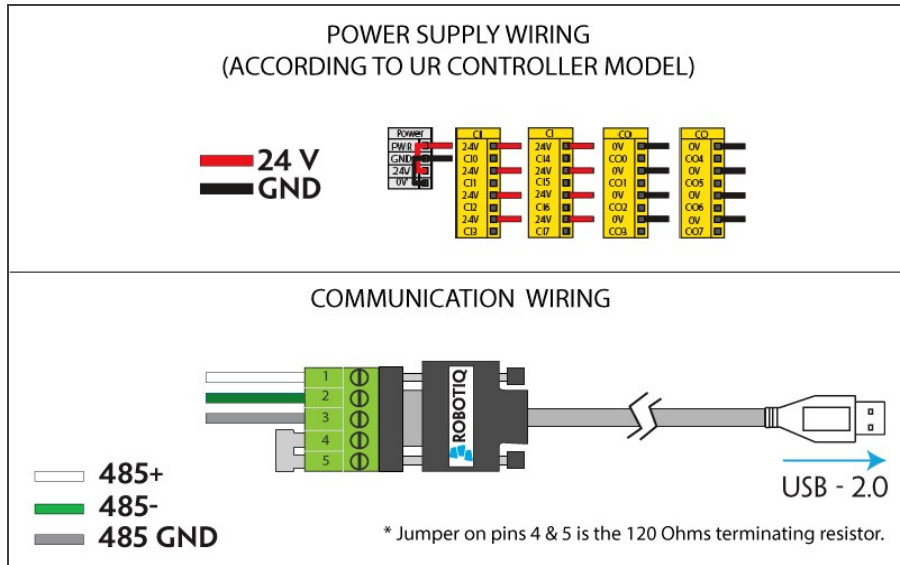 POWER SUPPLY WIRING
(ACCORDING TO UR CONTROLLER MODEL)
24 V
GND
Power
PWR
GND
24V
0V
CI
24V
CI0
24V
CI1
24V
CI2
24V
CI3
CI
24V
CI4
24V
CI5
24V
CI6
24V
CI7
CO
0V
CO0
0V
CO1
0V
CO2
0V
CO3
CO
0V
CO4
0V
CO5
0V
CO6
0V
CO7
COMMUNICATION WIRING
1
2
3
4
5
ROBOTIQ
USB - 2.0
485+
485-
485 GND
* Jumper on pins 4 & 5 is the 120 Ohms terminating resistor.